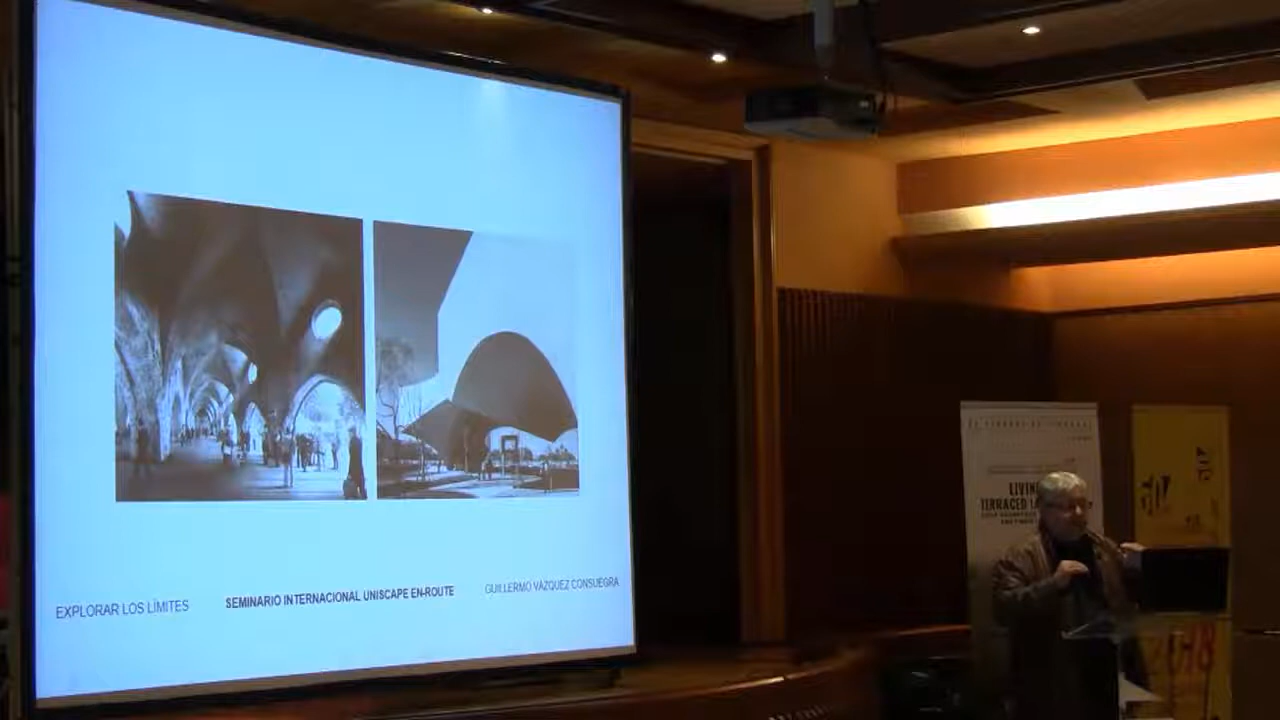 EXPLORAR LOS LÍMITES
SEMINARIO INTERNACIONAL UNISCAPE EN-ROUTE
GUILLERMO VÁZQUEZ CONSUEGRA
LIVING
TERRACED